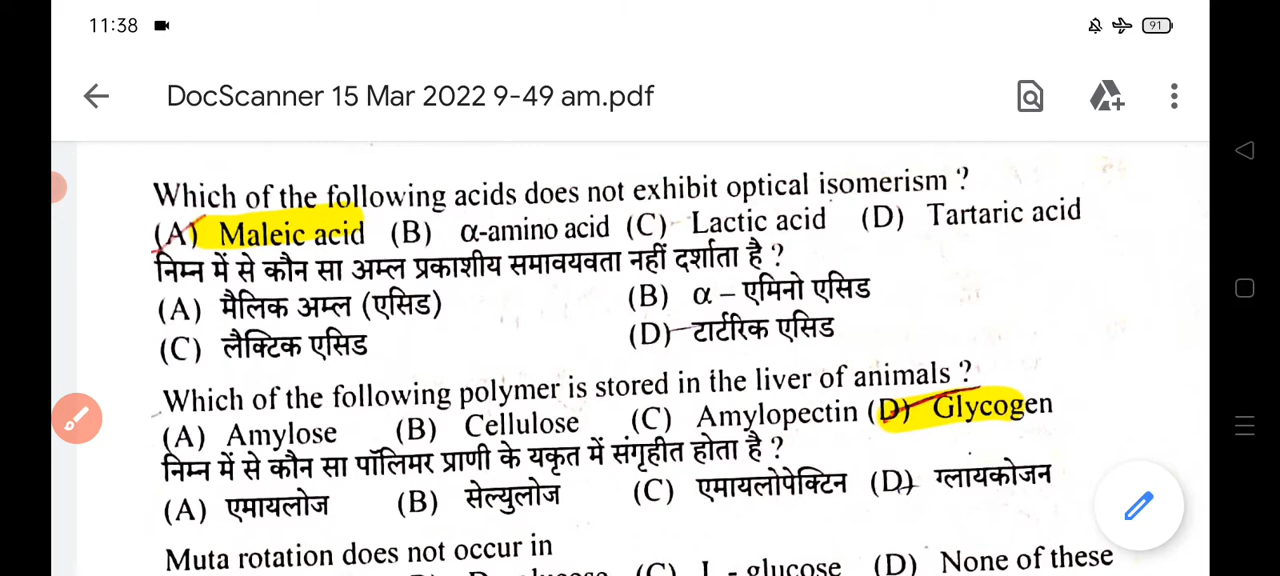 11:38
91
DocScanner 15 Mar 2022 9-49 am.pdf
Which of the following acids does not exhibit optical isomerism ?
(A) Maleic acid (B) α-amino acid (C) Lactic acid (D) Tartaric acid
निम्न में से कौन सा अम्ल प्रकाशीय समावयवता नहीं दर्शाता है ?
(A) मैलिक अम्ल (एसिड) (B) α – एमिनो एसिड
(C) लैक्टिक एसिड (D) टार्टरिक एसिड
Which of the following polymer is stored in the liver of animals ?
(A) Amylose (B) Cellulose (C) Amylopectin (D) Glycogen
निम्न में से कौन सा पॉलिमर प्राणी के यकृत में संगृहीत होता है ?
(A) एमायलोज (B) सेल्युलोज (C) एमायलोपेक्टिन (D) ग्लायकोजन
Muta rotation does not occur in
(C) L - glucose (D) None of these